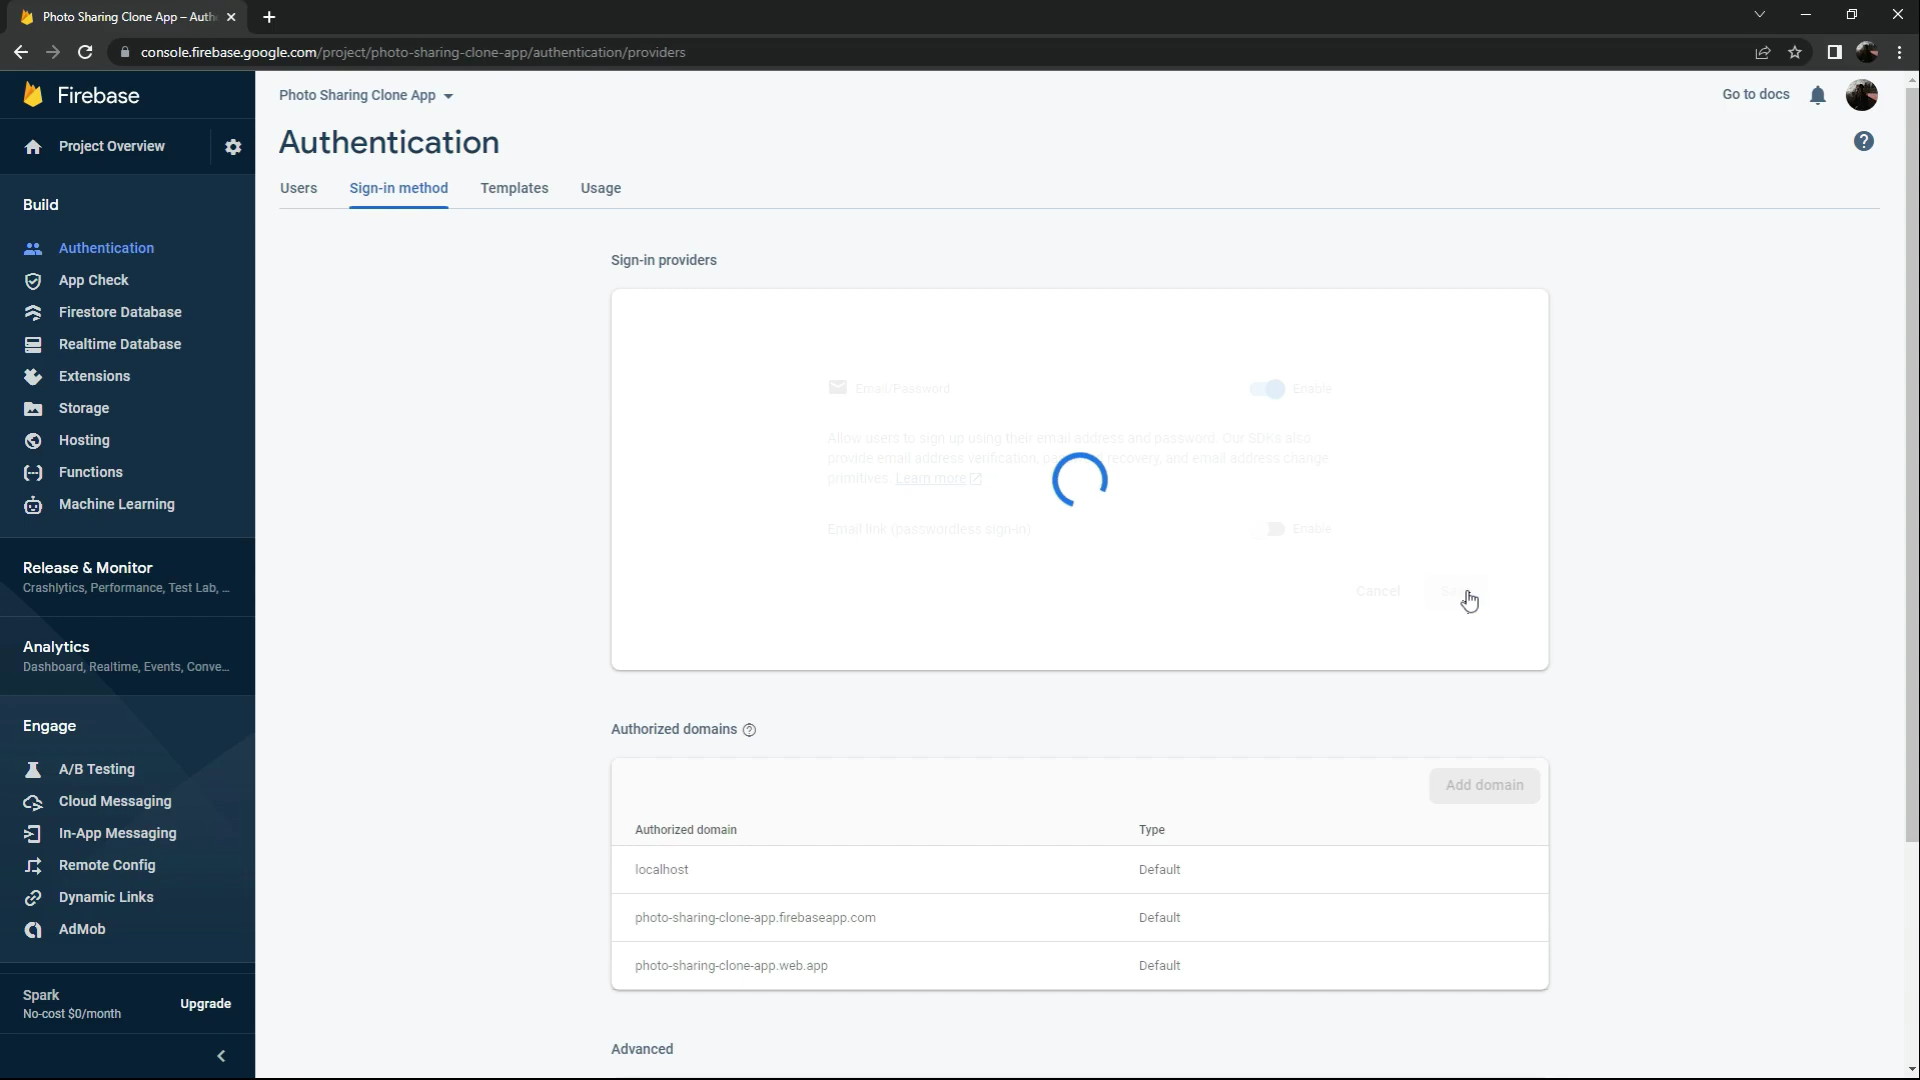 Photo Sharing Clone App – Auth
console.firebase.google.com/project/photo-sharing-clone-app/authentication/providers
Firebase
Project Overview
Build
Authentication
App Check
Firestore Database
Realtime Database
Extensions
Storage
Hosting
Functions
Machine Learning
Release & Monitor
Crashlytics, Performance, Test Lab, ...
Analytics
Dashboard, Realtime, Events, Conve...
Engage
A/B Testing
Cloud Messaging
In-App Messaging
Remote Config
Dynamic Links
AdMob
Spark
No-cost $0/month
Upgrade
Photo Sharing Clone App
Go to docs
Authentication
Users Sign-in method Templates Usage
Sign-in providers
Email/Password
Enable
Allow users to sign up using their email address and password. Our SDKs also
provide email address verification, recovery, and email address change
primitives. Learn more
Email link (passwordless sign-in)
Enable
Cancel
Authorized domains
Add domain
Authorized domain Type
localhost Default
photo-sharing-clone-app.firebaseapp.com Default
photo-sharing-clone-app.web.app Default
Advanced